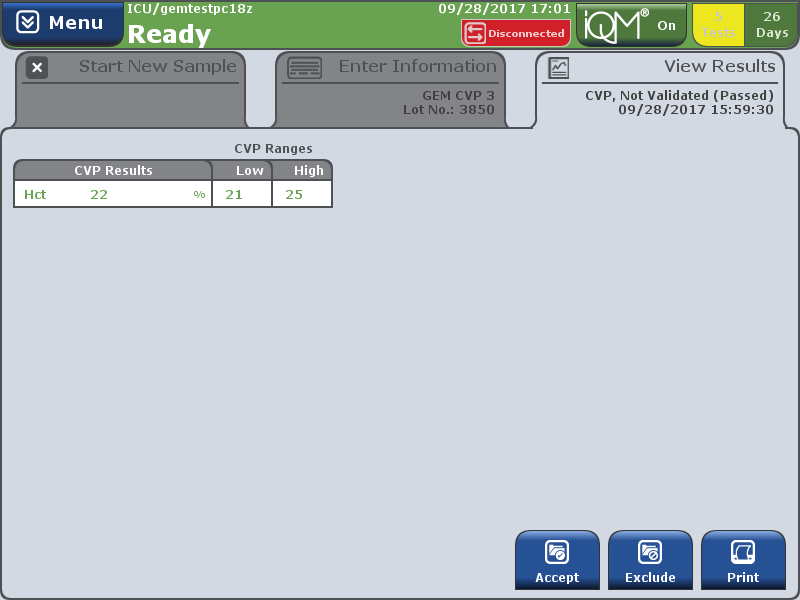 Menu
ICU/gemtestpc18z
09/28/2017 17:01
Ready
Disconnected
iQM® On
5 Tests
26 Days
Start New Sample
Enter Information
GEM CVP 3
Lot No.: 3850
View Results
CVP, Not Validated (Passed)
09/28/2017 15:59:30
CVP Ranges
CVP Results Low High
Hct 22 % 21 25
Accept Exclude Print